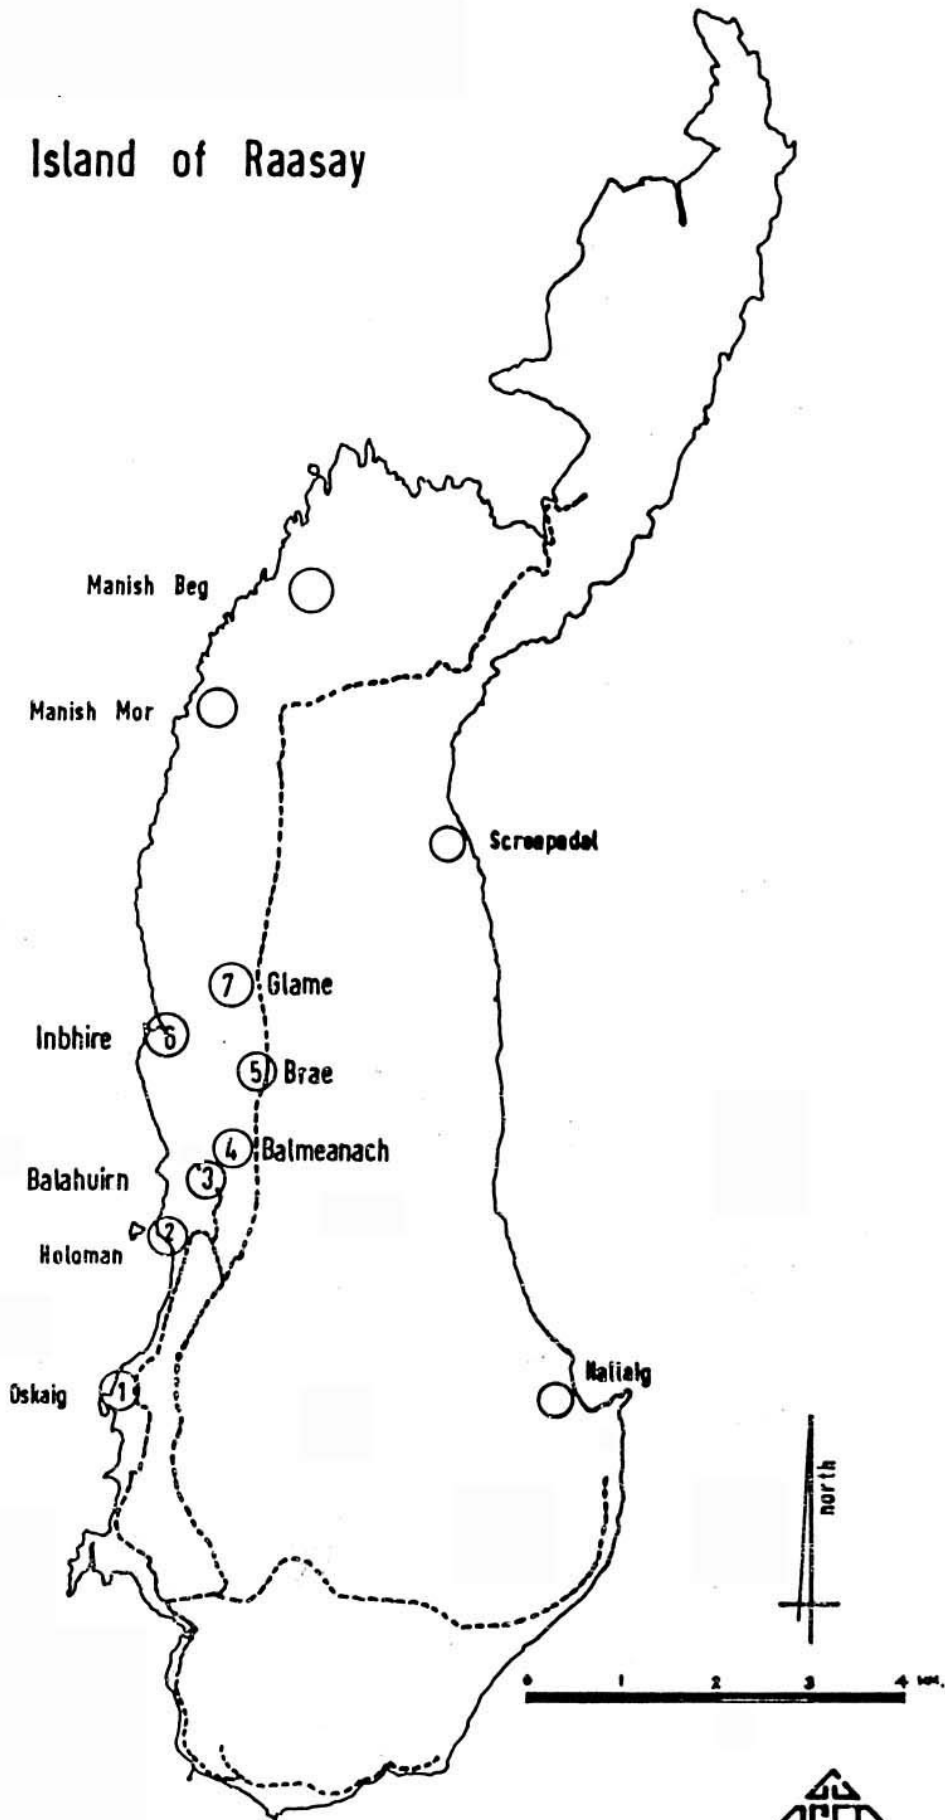 Island of Raasay
Manish Beg
Manish Mor
Screapadal
7 Glame
Inbhire 6
5 Brae
4 Balmeanach
Balahuirn 3
2
Holoman
Hallaig
Oskaig 1
north
0 1 2 3 4 KM.